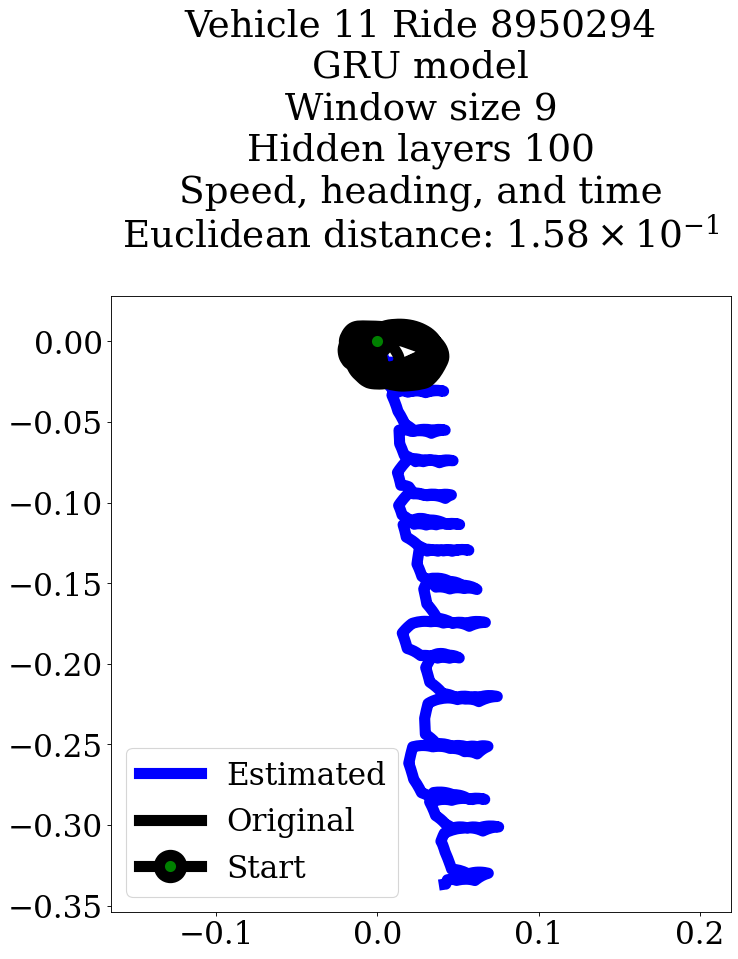 Vehicle 11 Ride 8950294
GRU model
Window size 9
Hidden layers 100
Speed, heading, and time
Euclidean distance: 1.58 × 10⁻¹
0.00
−0.05
−0.10
−0.15
−0.20
−0.25
−0.30
−0.35
Estimated
Original
Start
−0.1
0.0
0.1
0.2